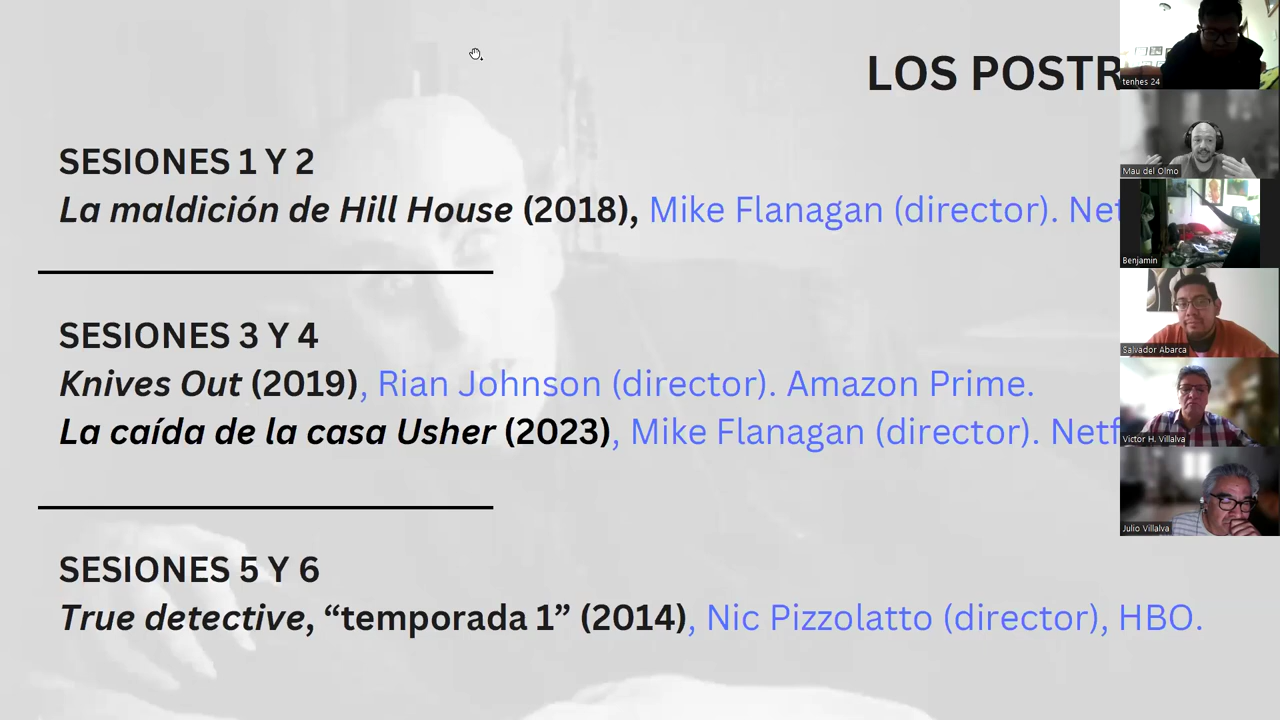 LOS POSTR
SESIONES 1 Y 2
La maldición de Hill House (2018), Mike Flanagan (director). Net
SESIONES 3 Y 4
Knives Out (2019), Rian Johnson (director). Amazon Prime.
La caída de la casa Usher (2023), Mike Flanagan (director). Netf
SESIONES 5 Y 6
True detective, “temporada 1” (2014), Nic Pizzolatto (director), HBO.
tenhes 24
Mau del Olmo
Benjamin
Salvador Abarca
Victor H. Villalva
Julio Villalva